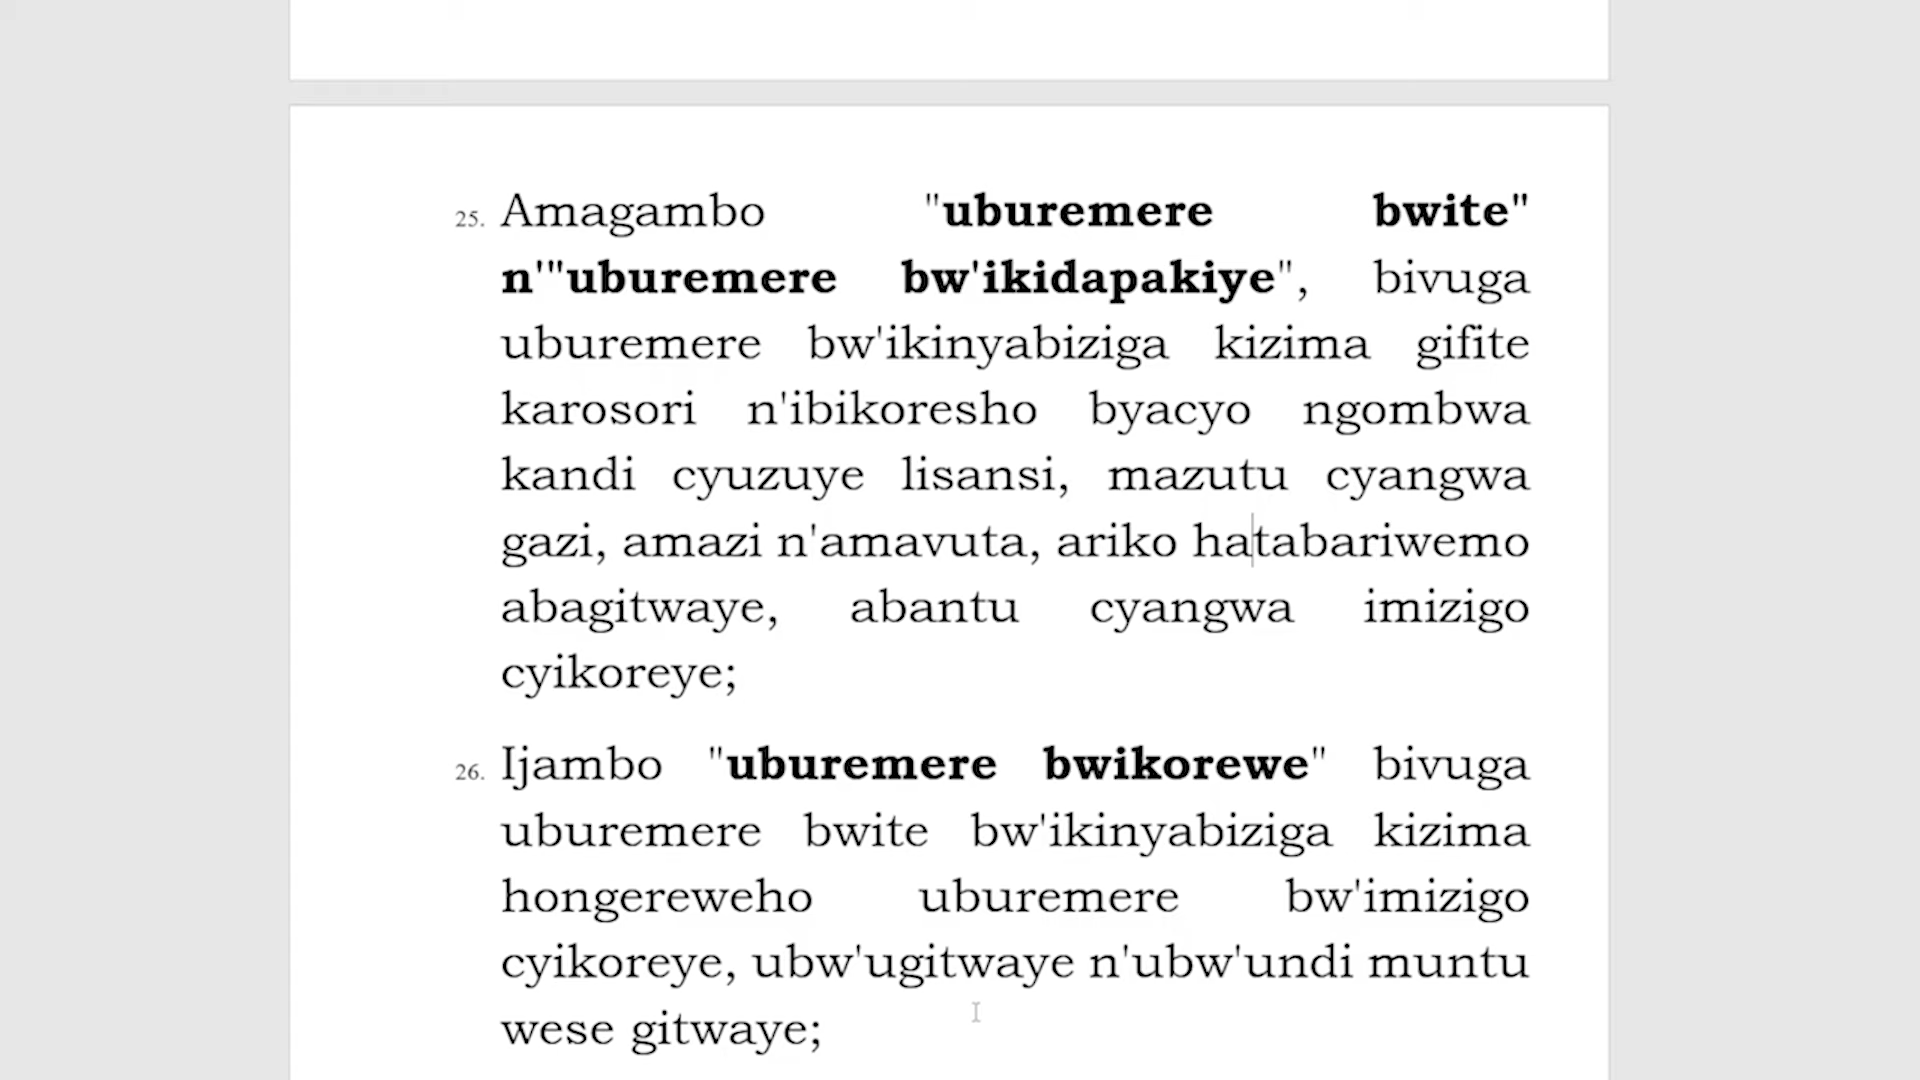 25. Amagambo "uburemere bwite"
n'"uburemere bw'ikidapakiye", bivuga
uburemere bw'ikinyabiziga kizima gifite
karosori n'ibikoresho byacyo ngombwa
kandi cyuzuye lisansi, mazutu cyangwa
gazi, amazi n'amavuta, ariko hatabariwemo
abagitwaye, abantu cyangwa imizigo
cyikoreye;
26. Ijambo "uburemere bwikorewe" bivuga
uburemere bwite bw'ikinyabiziga kizima
hongereweho uburemere bw'imizigo
cyikoreye, ubw'ugitwaye n'ubw'undi muntu
wese gitwaye;